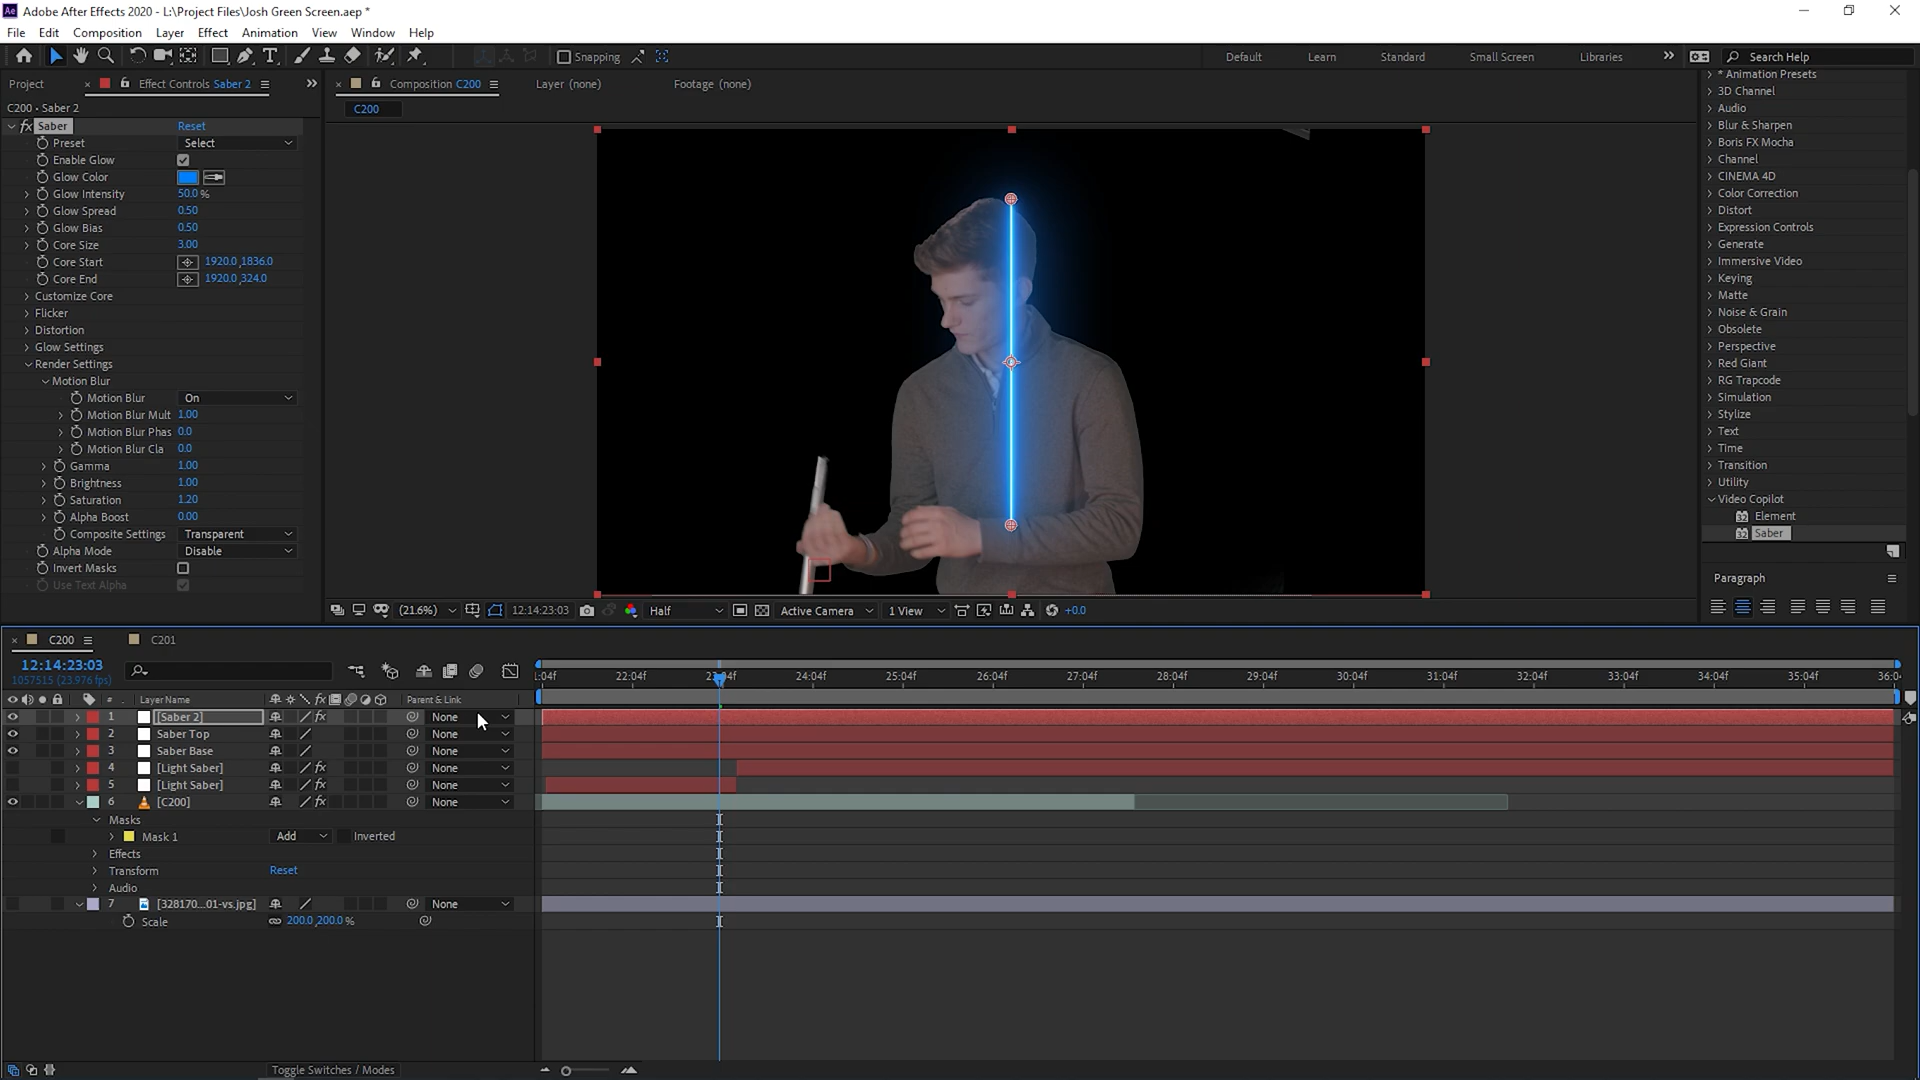 Adobe After Effects 2020 - L:\Project Files\Josh Green Screen.aep *
File Edit Composition Layer Effect Animation View Window Help
Snapping
Default Learn Standard Small Screen Libraries Search Help
Project Effect Controls Saber 2
Composition C200 Layer (none) Footage (none)
C200 • Saber 2
C200
fx Saber Reset
Preset Select
Enable Glow
Glow Color
Glow Intensity 50.0 %
Glow Spread 0.50
Glow Bias 0.50
Core Size 3.00
Core Start 1920.0,1836.0
Core End 1920.0,324.0
Customize Core
Flicker
Distortion
Glow Settings
Render Settings
Motion Blur
Motion Blur On
Motion Blur Mult 1.00
Motion Blur Phas 0.0
Motion Blur Cla 0.0
Gamma 1.00
Brightness 1.00
Saturation 1.20
Alpha Boost 0.00
Composite Settings Transparent
Alpha Mode Disable
Invert Masks
Use Text Alpha
* Animation Presets
3D Channel
Audio
Blur & Sharpen
Boris FX Mocha
Channel
CINEMA 4D
Color Correction
Distort
Expression Controls
Generate
Immersive Video
Keying
Matte
Noise & Grain
Obsolete
Perspective
Red Giant
RG Trapcode
Simulation
Stylize
Text
Time
Transition
Utility
Video Copilot
32 Element
32 Saber
Paragraph
(21.6%) 12:14:23:03 Half Active Camera 1 View +0.0
C200 C201
12:14:23:03
1057515 (23.976 fps)
:04f 22:04f 23:04f 24:04f 25:04f 26:04f 27:04f 28:04f 29:04f 30:04f 31:04f 32:04f 33:04f 34:04f 35:04f 36:0
# Layer Name fx Parent & Link
1 [Saber 2] fx None
2 Saber Top None
3 Saber Base None
4 [Light Saber] fx None
5 [Light Saber] fx None
6 [C200] fx None
Masks
Mask 1 Add Inverted
Effects
Transform Reset
Audio
7 [328170...01-vs.jpg] None
Scale 200.0,200.0 %
Toggle Switches / Modes